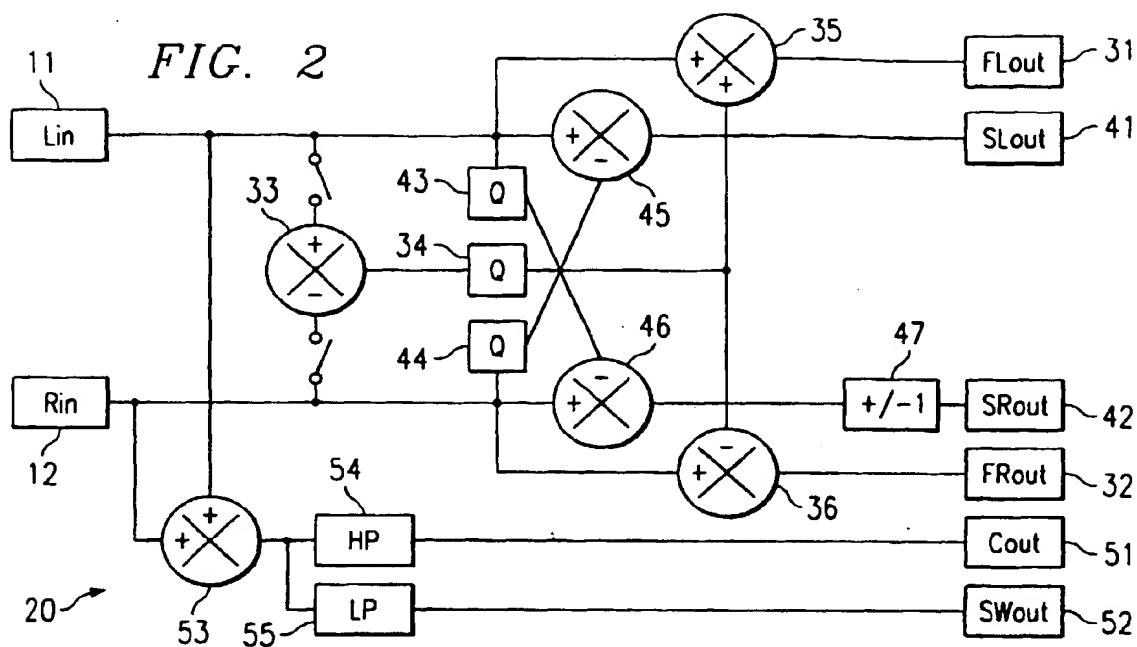 FIG. 2
11
Lin
35
+
+
FLout
31
+
-
SLout
41
43
Q
45
33
+
-
34
Q
44
Q
46
-
+
47
+/-1
SRout
42
Rin
12
-
+
36
FRout
32
54
+
+
53
HP
Cout
51
20
55
LP
SWout
52